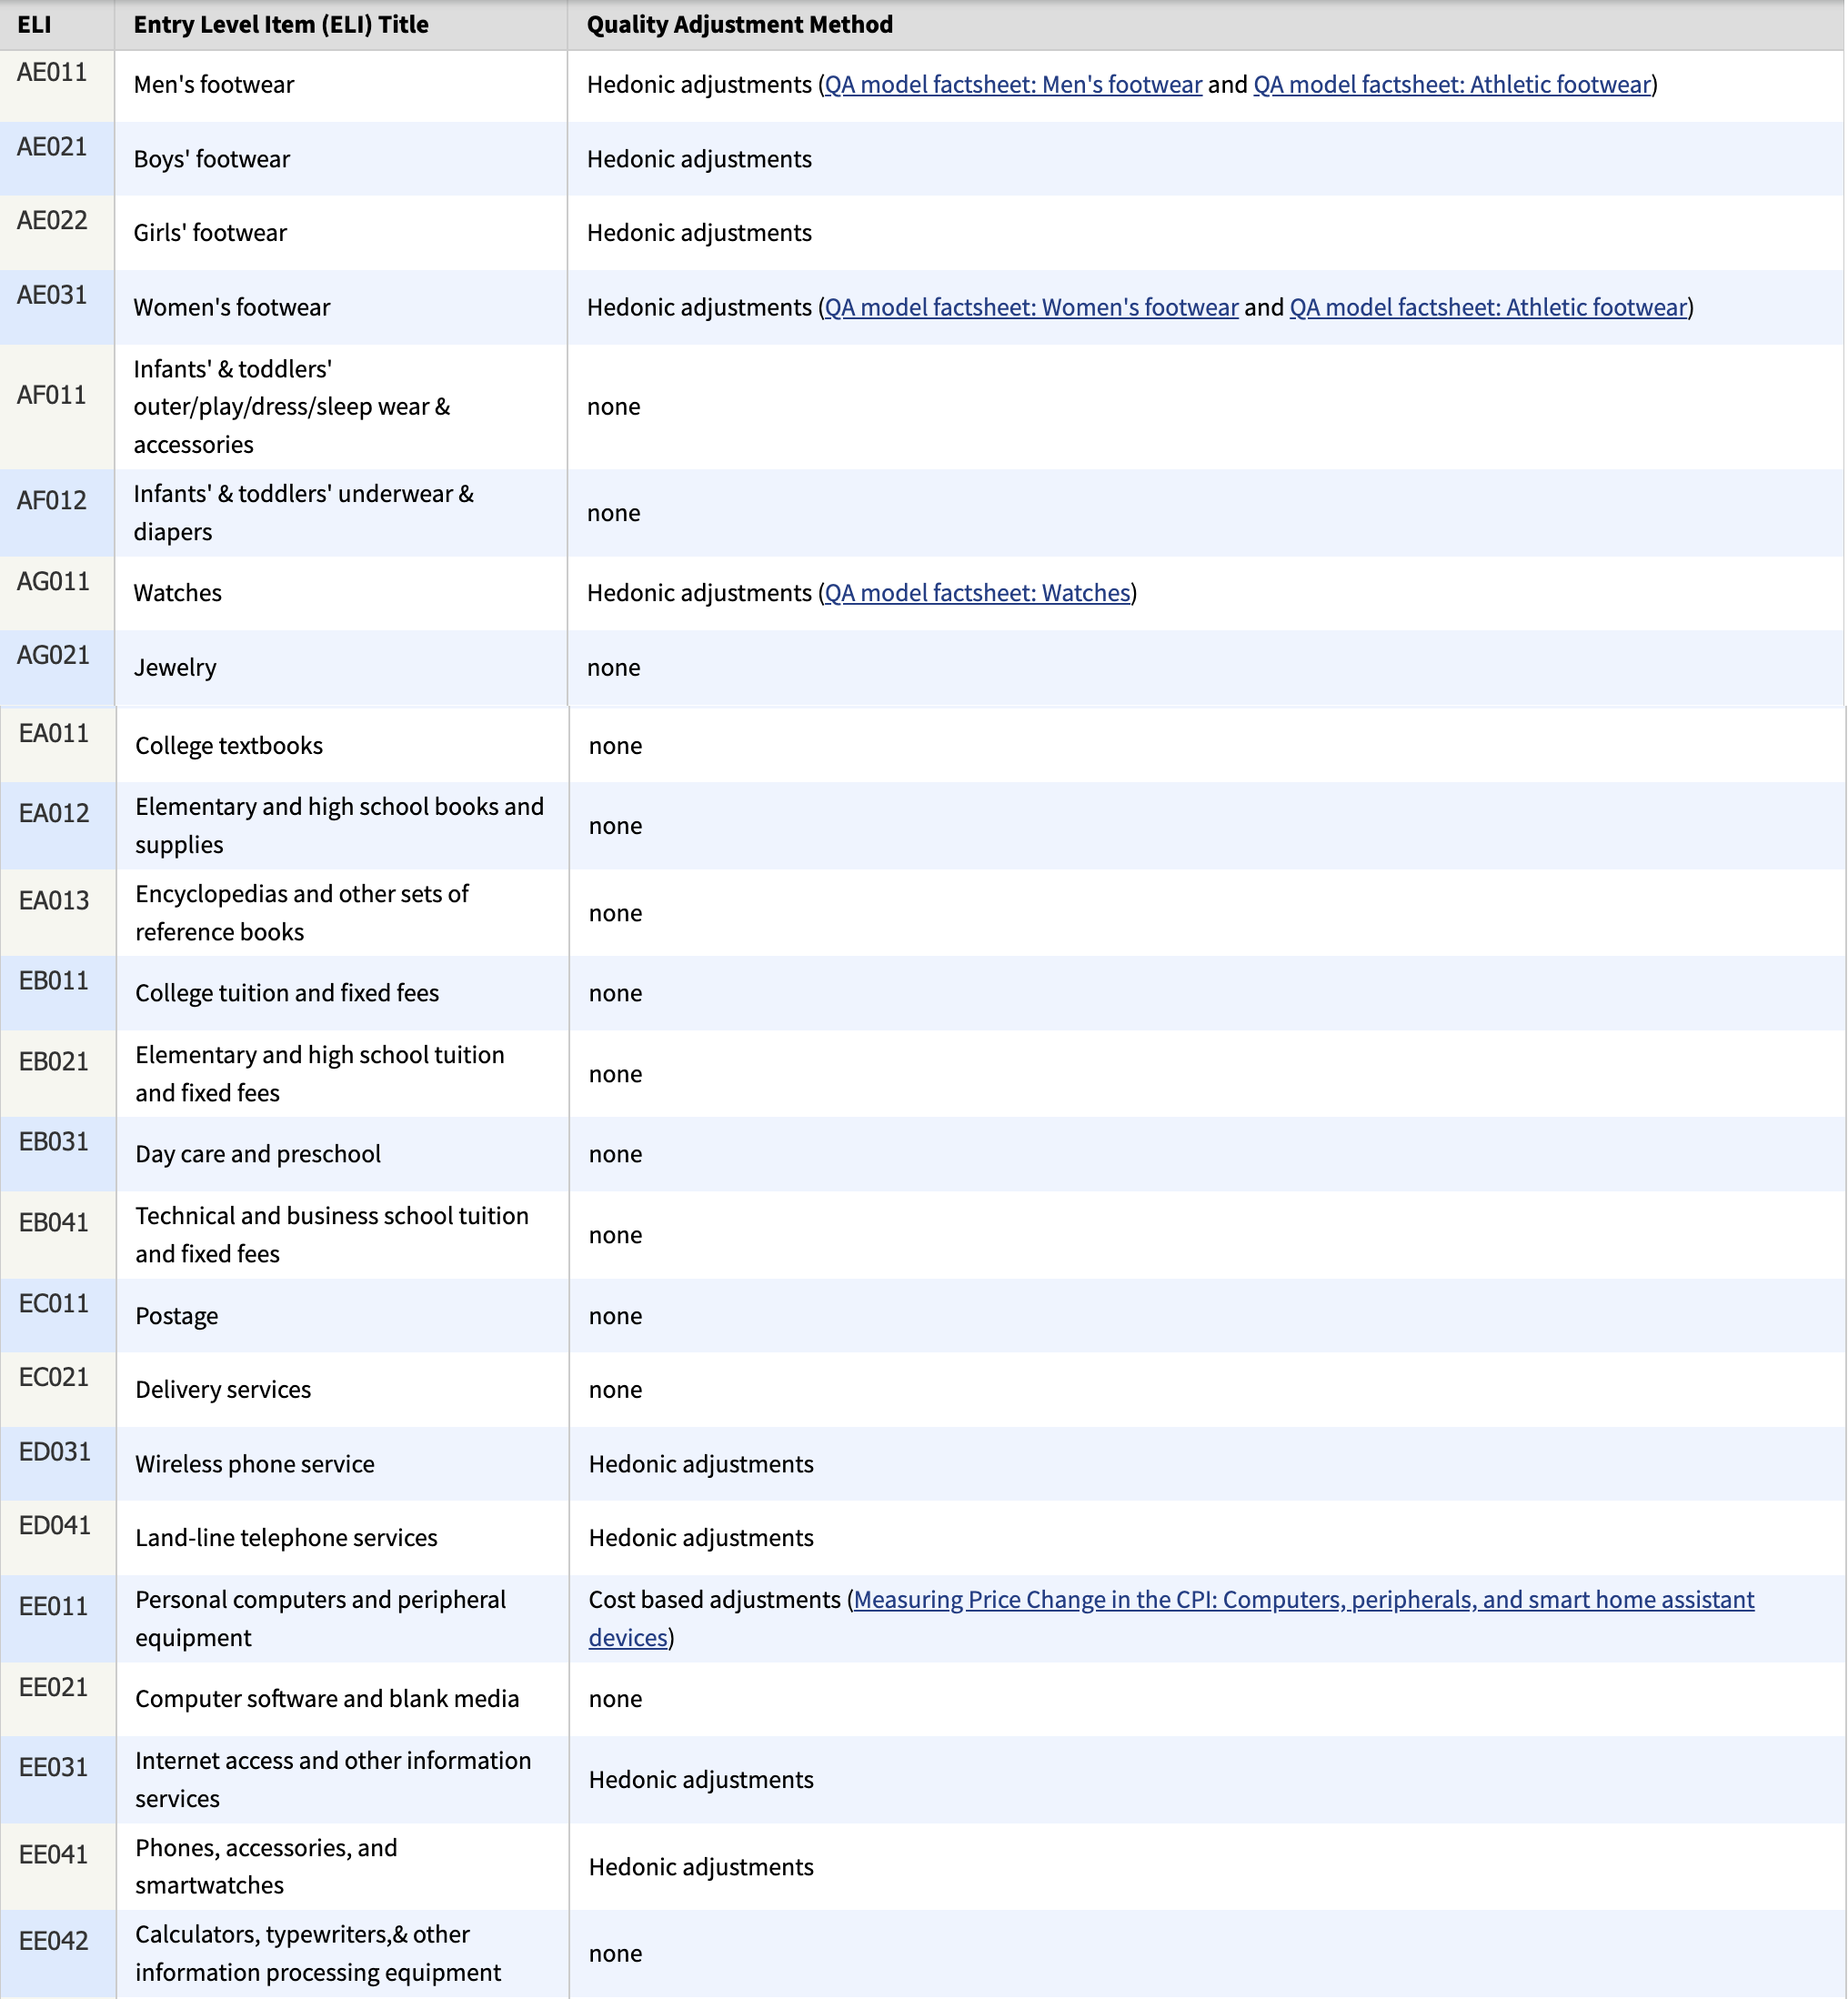 ELI Entry Level Item (ELI) Title Quality Adjustment Method
AE011 Men's footwear Hedonic adjustments (QA model factsheet: Men's footwear and QA model factsheet: Athletic footwear)
AE021 Boys' footwear Hedonic adjustments
AE022 Girls' footwear Hedonic adjustments
AE031 Women's footwear Hedonic adjustments (QA model factsheet: Women's footwear and QA model factsheet: Athletic footwear)
Infants' & toddlers'
AF011 outer/play/dress/sleep wear & none
accessories
AF012 Infants' & toddlers' underwear & none
diapers
AG011 Watches Hedonic adjustments (QA model factsheet: Watches)
AG021 Jewelry none
EA011 College textbooks none
EA012 Elementary and high school books and none
supplies
EA013 Encyclopedias and other sets of none
reference books
EB011 College tuition and fixed fees none
EB021 Elementary and high school tuition none
and fixed fees
EB031 Day care and preschool none
EB041 Technical and business school tuition none
and fixed fees
EC011 Postage none
EC021 Delivery services none
ED031 Wireless phone service Hedonic adjustments
ED041 Land-line telephone services Hedonic adjustments
EE011 Personal computers and peripheral Cost based adjustments (Measuring Price Change in the CPI: Computers, peripherals, and smart home assistant
equipment devices)
EE021 Computer software and blank media none
EE031 Internet access and other information Hedonic adjustments
services
EE041 Phones, accessories, and Hedonic adjustments
smartwatches
EE042 Calculators, typewriters,& other none
information processing equipment